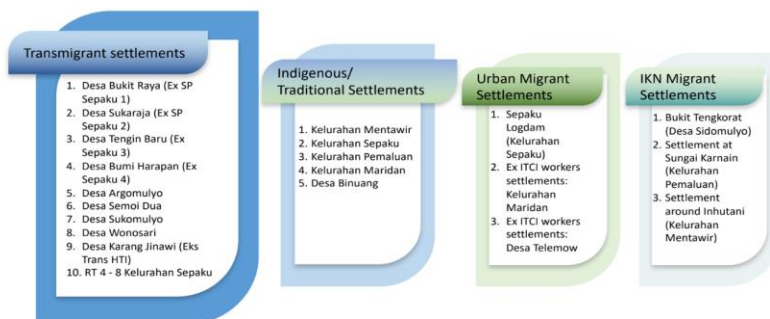 Transmigrant settlements
1. Desa Bukit Raya (Ex SP
Sepaku 1)
2. Desa Sukaraja (Ex SP
Sepaku 2)
3. Desa Tengin Baru (Ex
Sepaku 3)
4. Desa Bumi Harapan (Ex
Sepaku 4)
5. Desa Argomulyo
6. Desa Semoi Dua
7. Desa Sukomulyo
8. Desa Wonosari
9. Desa Karang Jinawi (Eks
Trans HTI)
10. RT 4 - 8 Kelurahan Sepaku
Indigenous/
Traditional Settlements
1. Kelurahan Mentawir
2. Kelurahan Sepaku
3. Kelurahan Pemaluan
4. Kelurahan Maridan
5. Desa Binuang
Urban Migrant
Settlements
1. Sepaku
Logdam
(Kelurahan
Sepaku)
2. Ex ITCI workers
settlements:
Kelurahan
Maridan
3. Ex ITCI workers
settlements:
Desa Telemow
IKN Migrant
Settlements
1. Bukit Tengkorat
(Desa Sidomulyo)
2. Settlement at
Sungai Karnain
(Kelurahan
Pemaluan)
3. Settlement
around Inhutani
(Kelurahan
Mentawir)